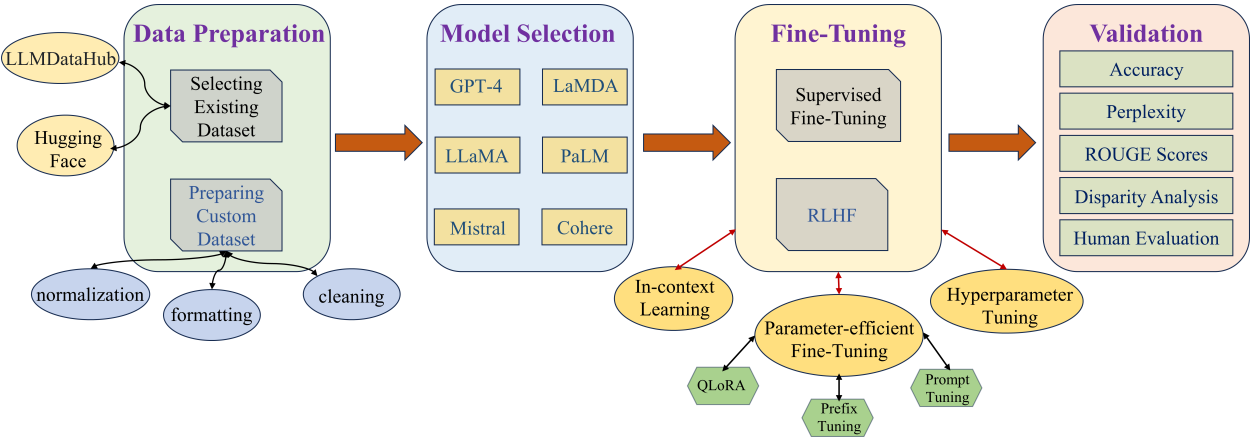 Data Preparation
LLMDataHub
Hugging
Face
Selecting
Existing
Dataset
Preparing
Custom
Dataset
normalization
formatting
cleaning
Model Selection
GPT-4
LaMDA
LLaMA
PaLM
Mistral
Cohere
Fine-Tuning
Supervised
Fine-Tuning
RLHF
In-context
Learning
Parameter-efficient
Fine-Tuning
Hyperparameter
Tuning
QLoRA
Prefix
Tuning
Prompt
Tuning
Validation
Accuracy
Perplexity
ROUGE Scores
Disparity Analysis
Human Evaluation